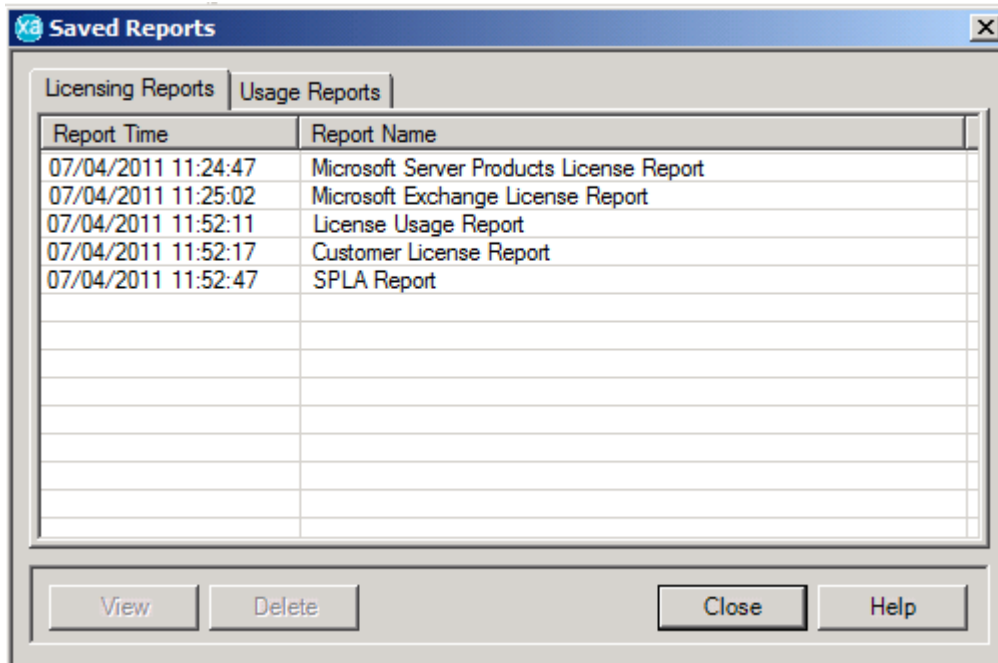 xa Saved Reports
Licensing Reports Usage Reports
Report Time Report Name
07/04/2011 11:24:47 Microsoft Server Products License Report
07/04/2011 11:25:02 Microsoft Exchange License Report
07/04/2011 11:52:11 License Usage Report
07/04/2011 11:52:17 Customer License Report
07/04/2011 11:52:47 SPLA Report
View Delete Close Help